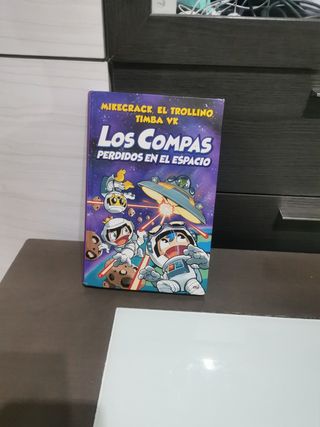 MIKECRACK, EL TROLLINO,
TIMBA VK
LOS COMPAS
PERDIDOS EN EL ESPACIO